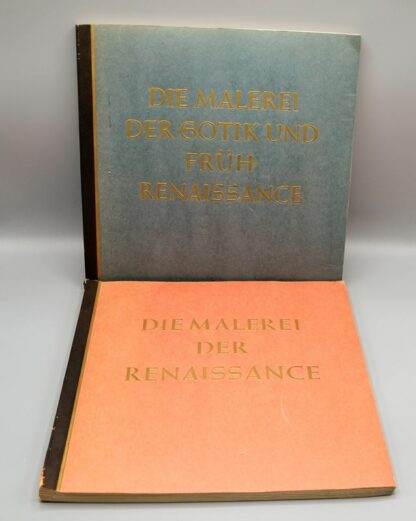 DIE MALEREI
DER GOTIK UND
FRÜH-
RENAISSANCE
DIE MALEREI
DER
RENAISSANCE